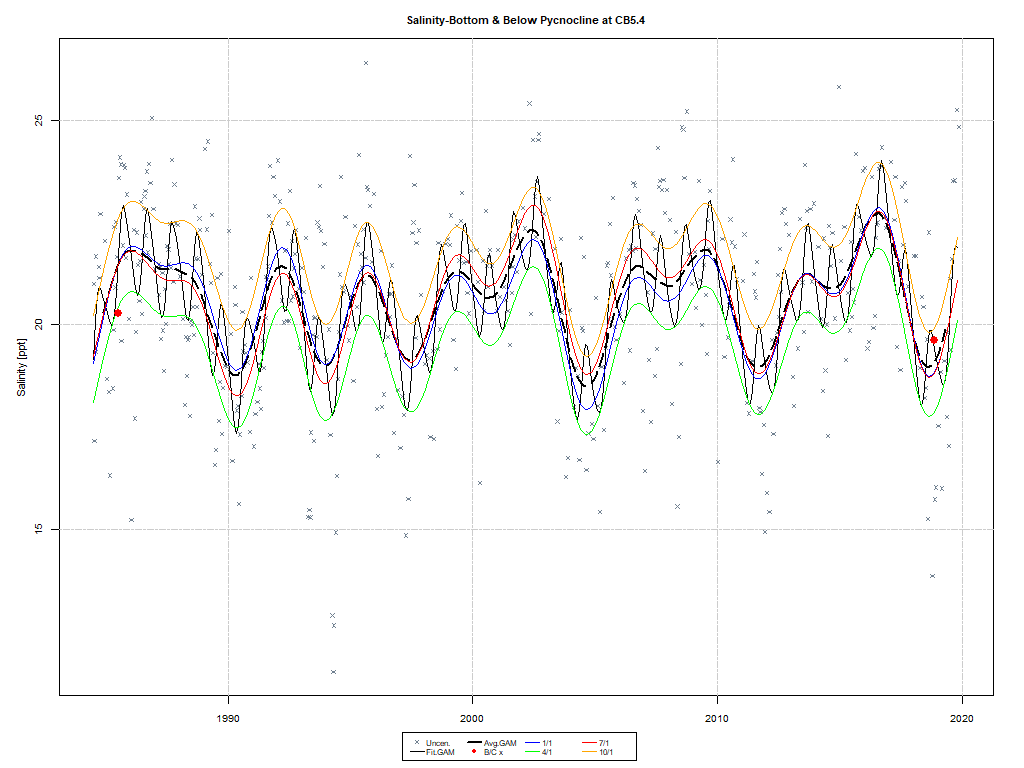 Salinity-Bottom & Below Pycnocline at CB5.4
Salinity [ppt]
25
20
15
1990 2000 2010 2020
Uncen. Avg.GAM 1/1 7/1
Fit.GAM B/C x 4/1 10/1